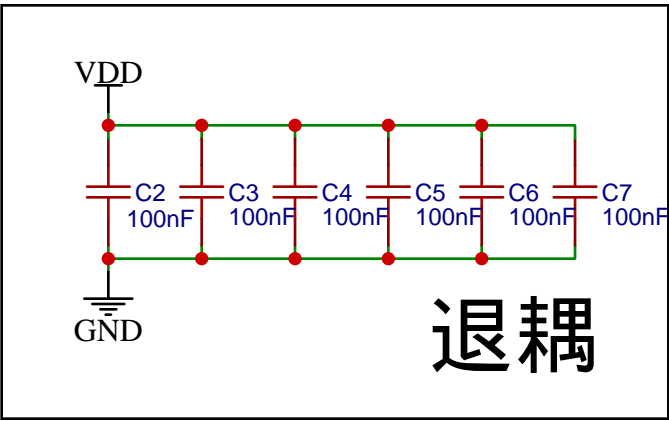 VDD
C2 C3 C4 C5 C6 C7
100nF 100nF 100nF 100nF 100nF 100nF
GND
退耦